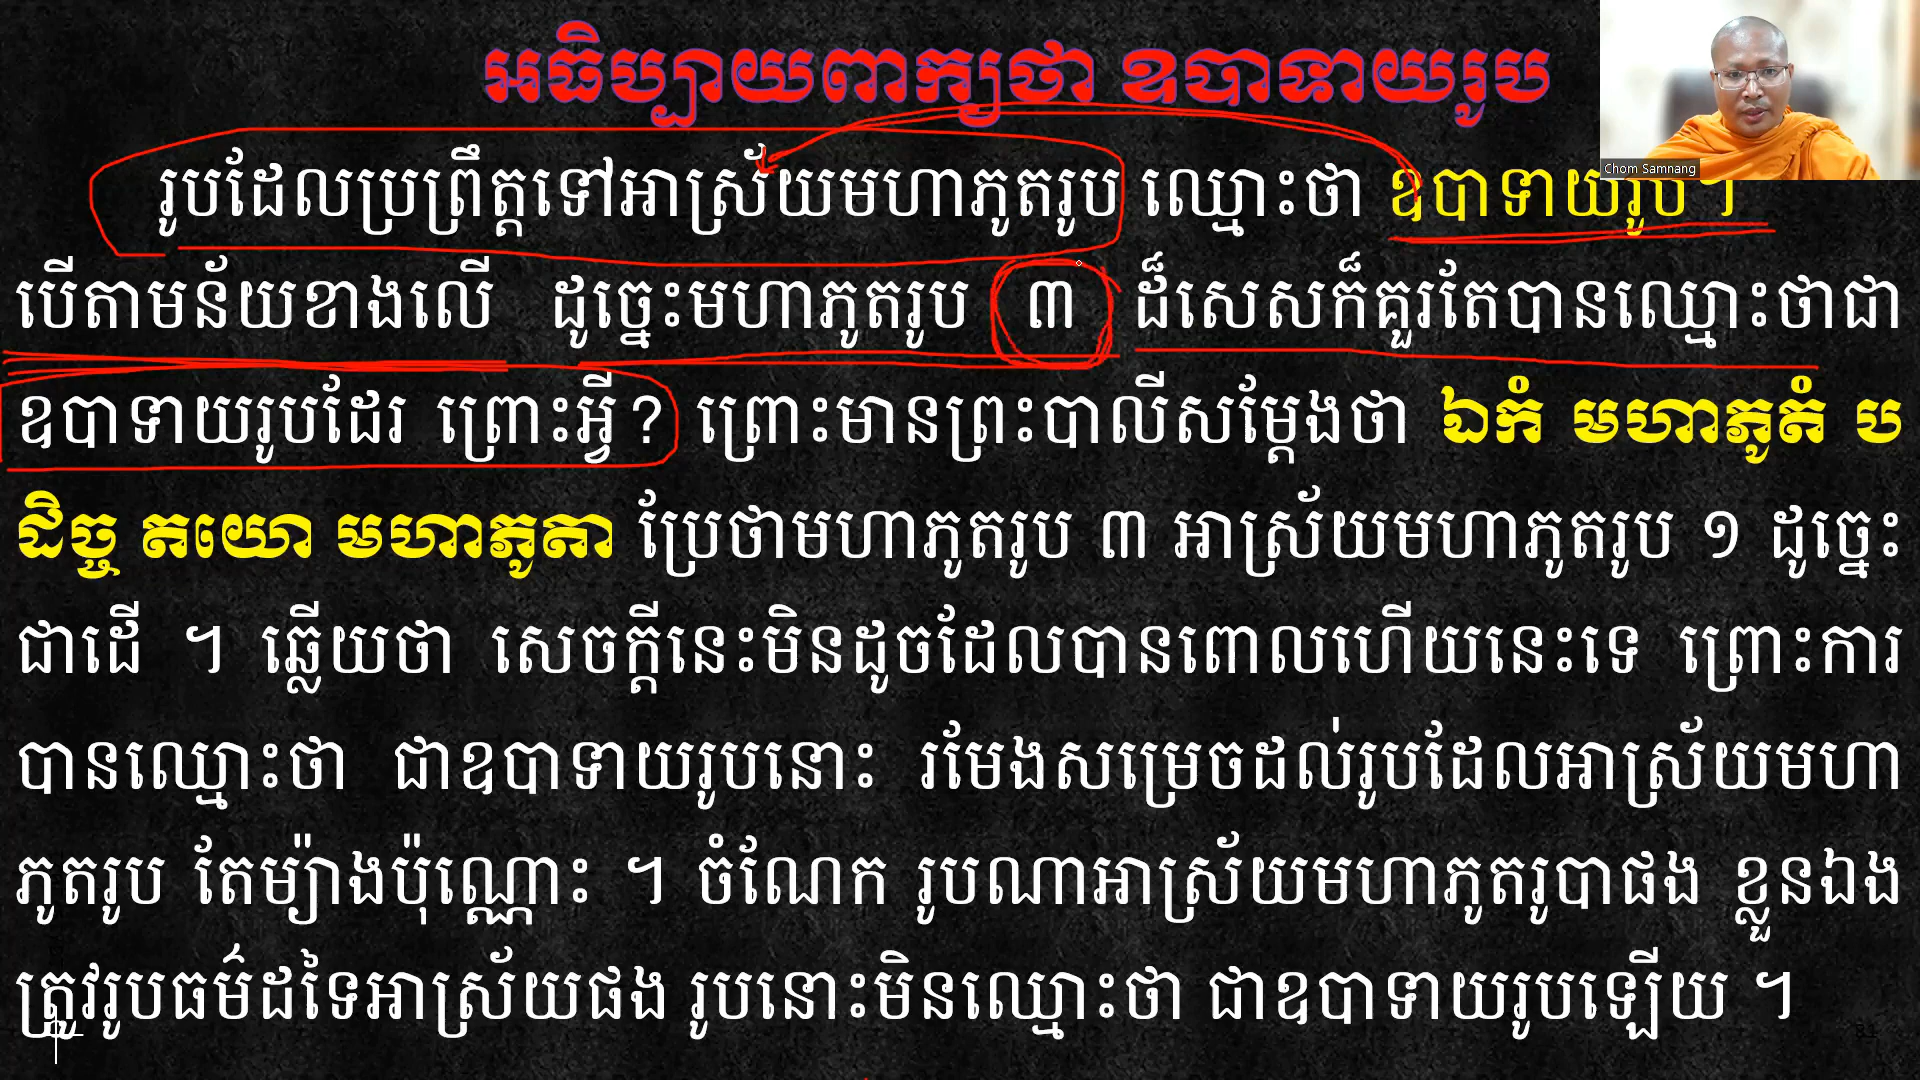 អធិប្បាយពាក្យថា ឧបាទាយរូប
Chom Samnang
រូបដែលប្រព្រឹត្តទៅអាស្រ័យមហាភូតរូប ឈ្មោះថា ឧបាទាយរូប។
បើតាមន័យខាងលើ ដូច្នេះមហាភូតរូប ៣ ដ៏សេសក៏គួរតែបានឈ្មោះថាជា
ឧបាទាយរូបដែរ ព្រោះអ្វី? ព្រោះមានព្រះបាលីសម្ដែងថា ឯកំ មហាភូតំ ប
ដិច្ច តយោ មហាភូតា ប្រែថាមហាភូតរូប ៣ អាស្រ័យមហាភូតរូប ១ ដូច្នេះ
ជាដើ ។ ឆ្លើយថា សេចក្ដីនេះមិនដូចដែលបានពោលហើយនេះទេ ព្រោះការ
បានឈ្មោះថា ជាឧបាទាយរូបនោះ រមែងសម្រេចដល់រូបដែលអាស្រ័យមហា
ភូតរូប តែម្យ៉ាងប៉ុណ្ណោះ ។ ចំណែក រូបណាអាស្រ័យមហាភូតរូបាផង ខ្លួនឯង
ត្រូវរូបធម៌ដទៃអាស្រ័យផង រូបនោះមិនឈ្មោះថា ជាឧបាទាយរូបឡើយ ។